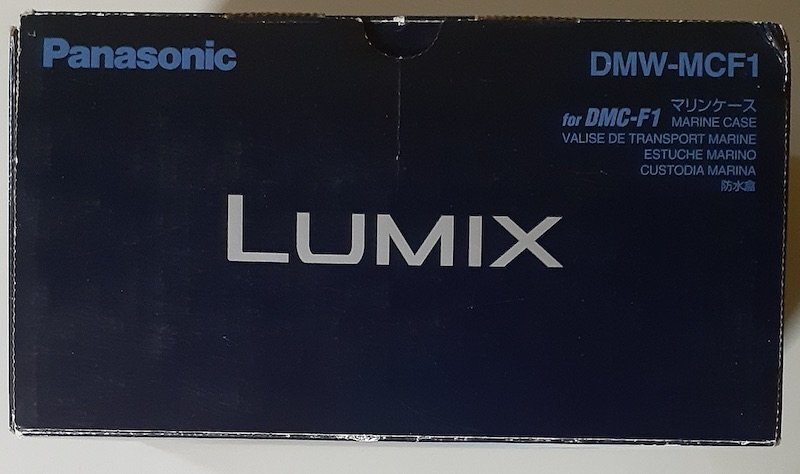 Panasonic
DMW-MCF1
for DMC-F1
マリンケース
MARINE CASE
VALISE DE TRANSPORT MARINE
ESTUCHE MARINO
CUSTODIA MARINA
防水盒
LUMIX